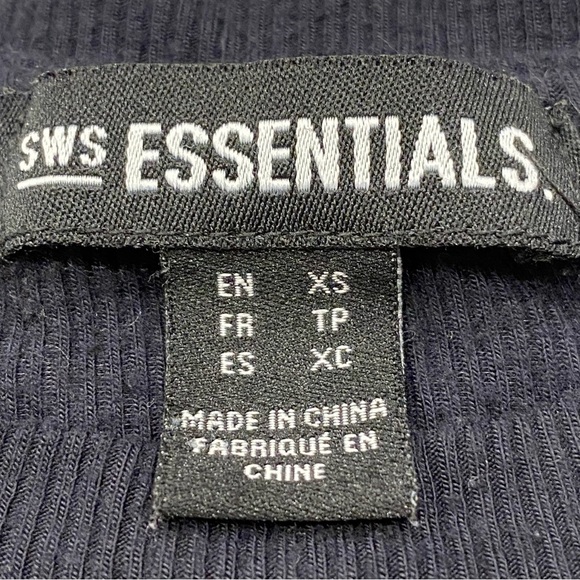 SWS ESSENTIALS.
EN XS
FR TP
ES XC
MADE IN CHINA
FABRIQUÉ EN
CHINE